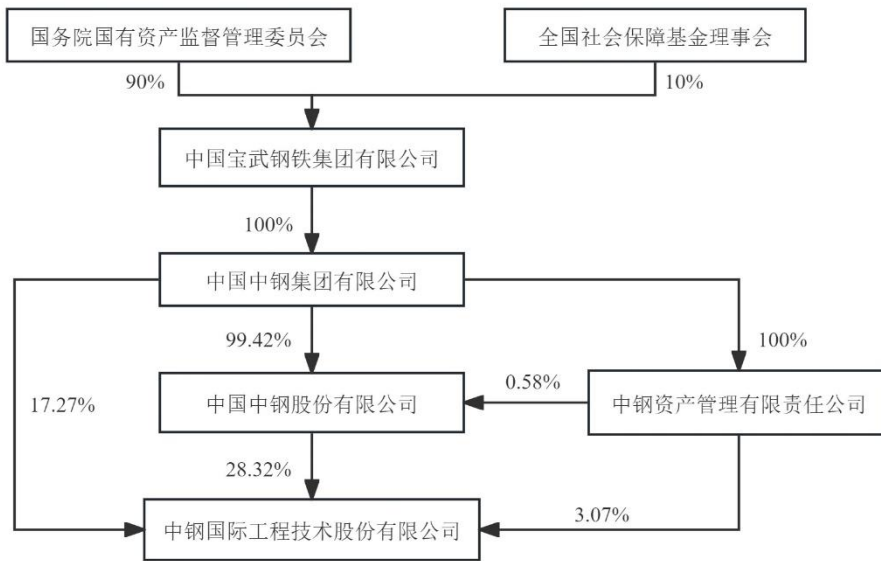 国务院国有资产监督管理委员会
全国社会保障基金理事会
90%
10%
中国宝武钢铁集团有限公司
100%
中国中钢集团有限公司
99.42%
100%
17.27%
中国中钢股份有限公司
0.58%
中钢资产管理有限责任公司
28.32%
3.07%
中钢国际工程技术股份有限公司